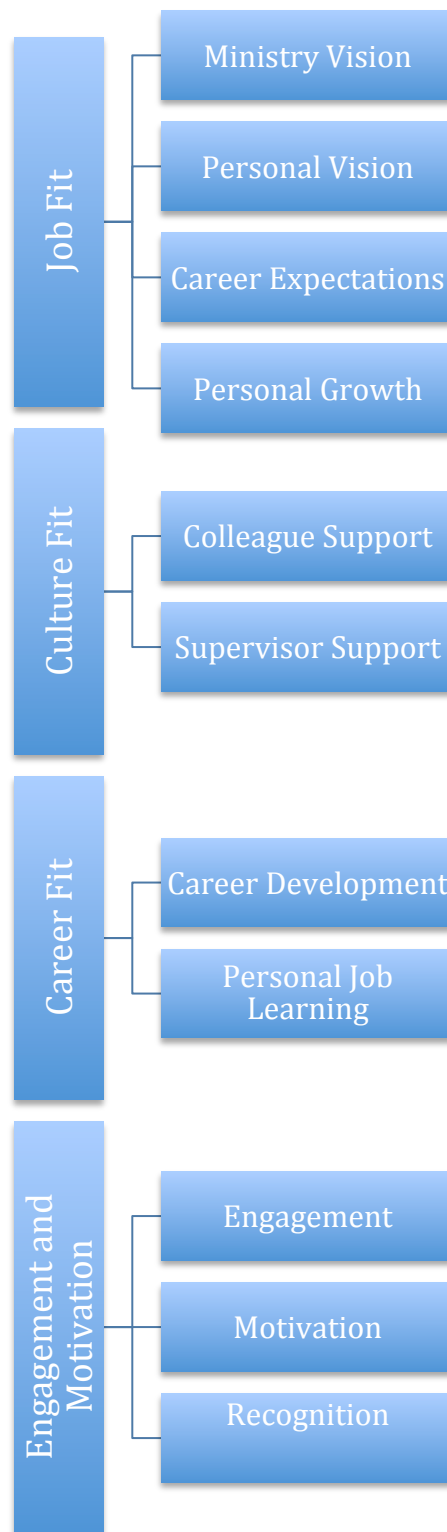 Job Fit
Ministry Vision
Personal Vision
Career Expectations
Personal Growth
Culture Fit
Colleague Support
Supervisor Support
Career Fit
Career Development
Personal Job
Learning
Engagement and
Motivation
Engagement
Motivation
Recognition